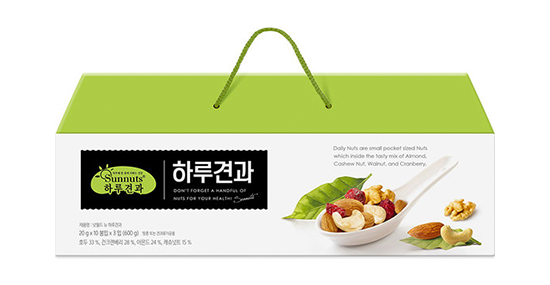 Daily Nuts are small pocket sized Nuts
which inside the tasty mix of Almond,
Cashew Nut, Walnut, and Cranberry.
Sunnuts®
하루견과
하루견과
DON'T FORGET A HANDFUL OF
NUTS FOR YOUR HEALTH!
20 g x 10 봉입 x 3 입 (600 g)
호두 33 %, 건크랜베리 28 %, 아몬드 24 %, 캐슈넛트 15 %